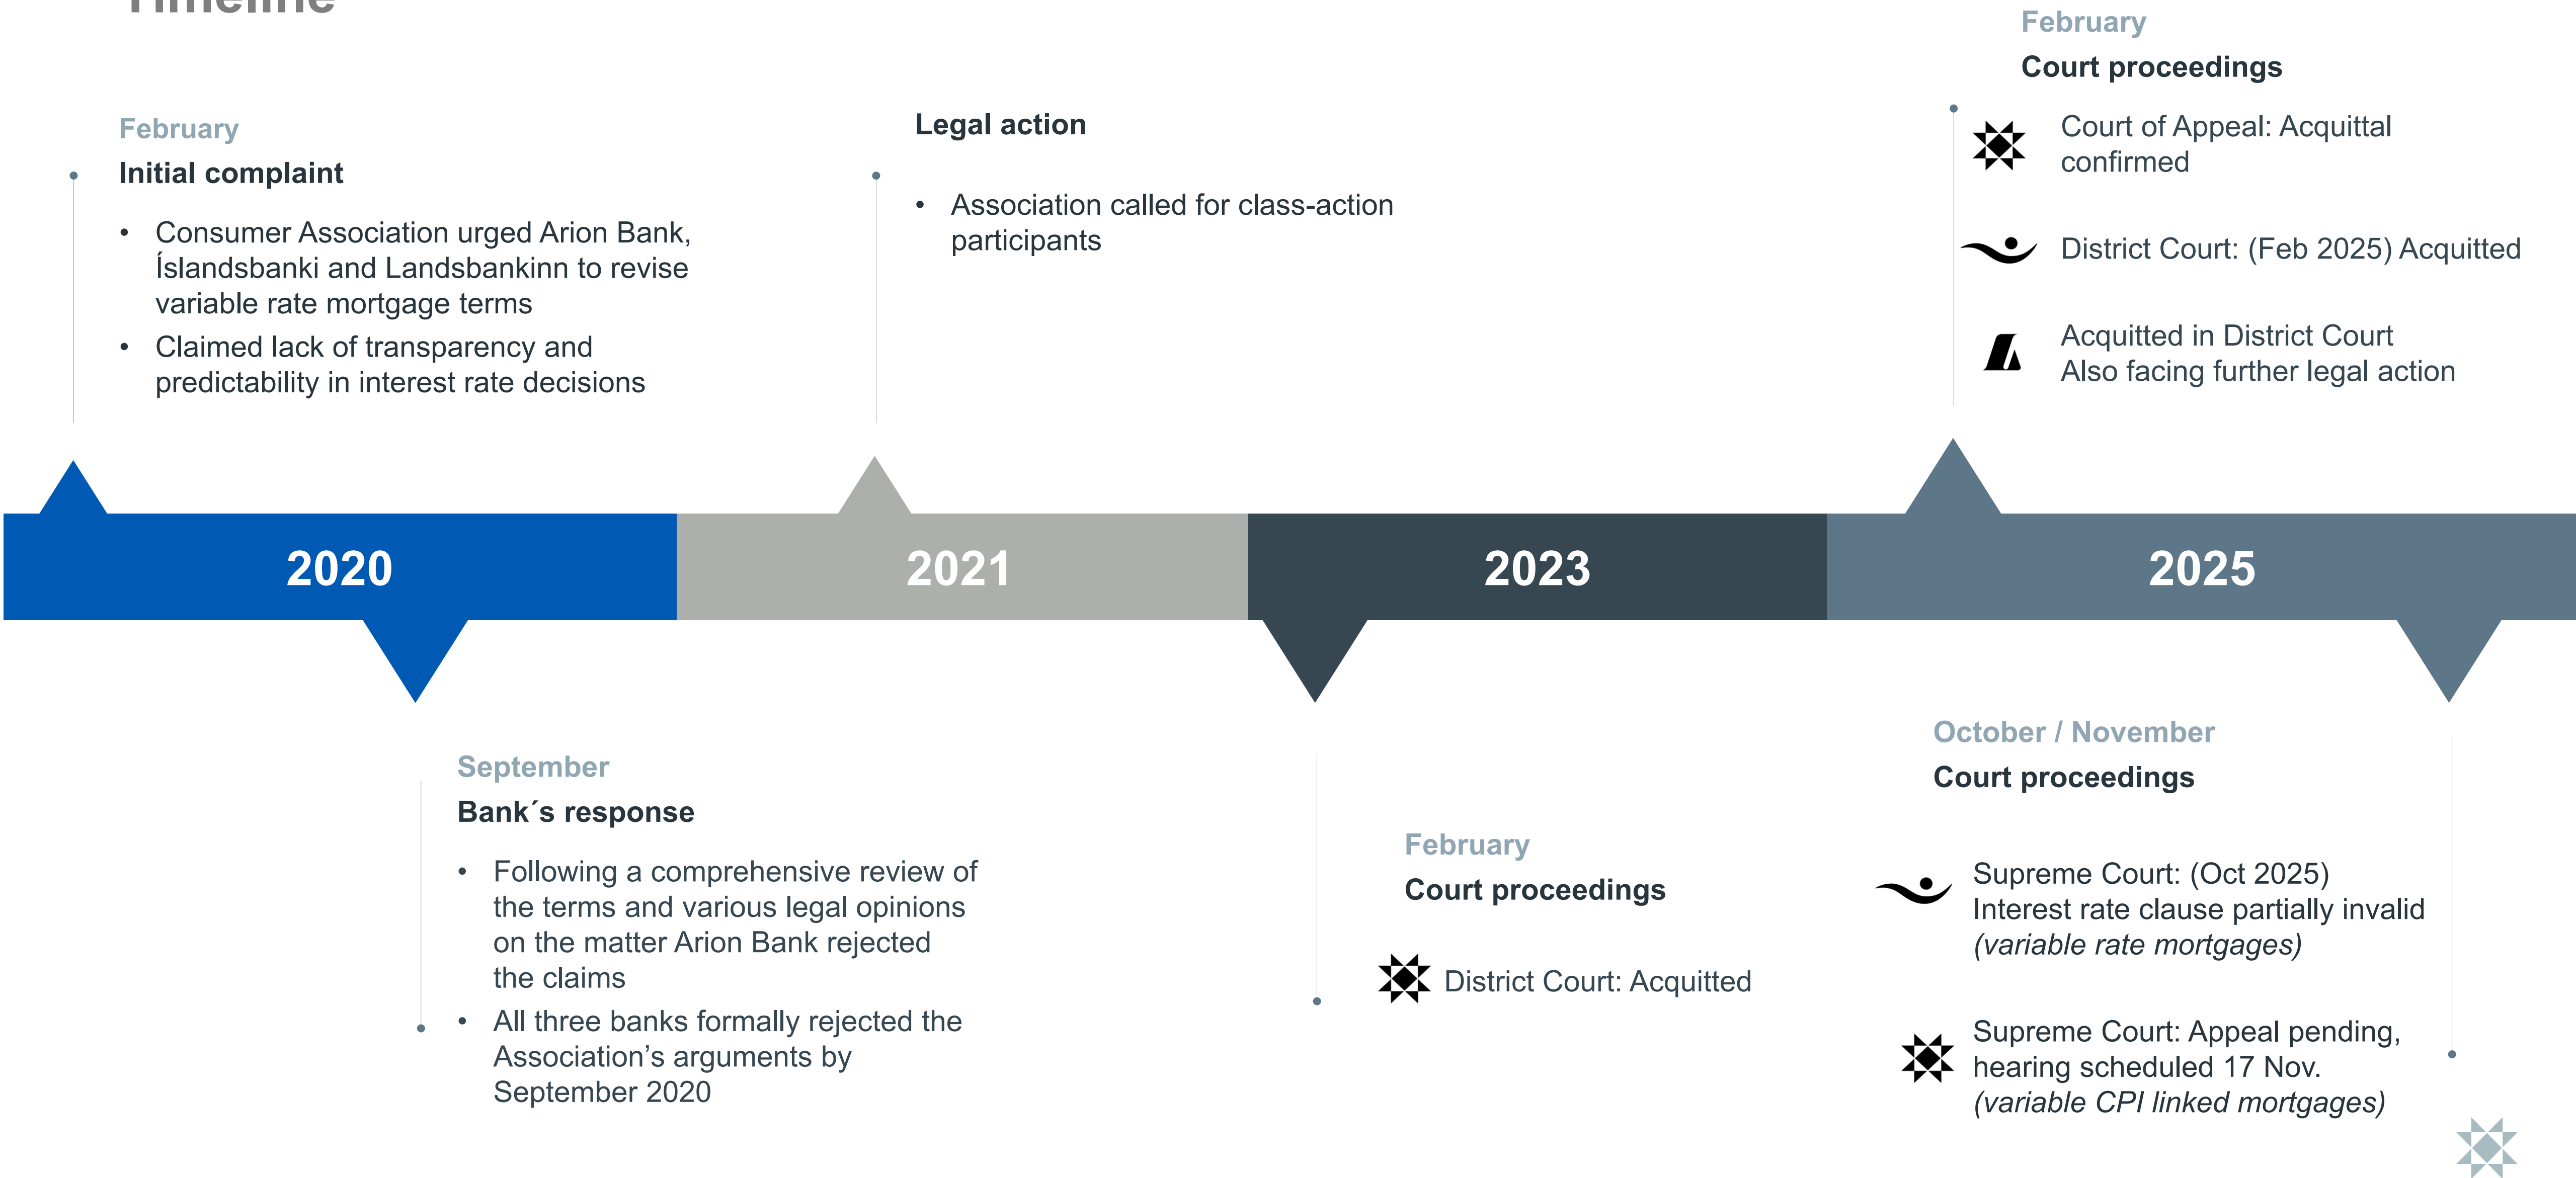 Timeline
February
Initial complaint
• Consumer Association urged Arion Bank,
Íslandsbanki and Landsbankinn to revise
variable rate mortgage terms
• Claimed lack of transparency and
predictability in interest rate decisions
Legal action
• Association called for class-action
participants
February
Court proceedings
Court of Appeal: Acquittal
confirmed
District Court: (Feb 2025) Acquitted
Acquitted in District Court
Also facing further legal action
2020
2021
2023
2025
September
Bank´s response
• Following a comprehensive review of
the terms and various legal opinions
on the matter Arion Bank rejected
the claims
• All three banks formally rejected the
Association’s arguments by
September 2020
February
Court proceedings
District Court: Acquitted
October / November
Court proceedings
Supreme Court: (Oct 2025)
Interest rate clause partially invalid
(variable rate mortgages)
Supreme Court: Appeal pending,
hearing scheduled 17 Nov.
(variable CPI linked mortgages)